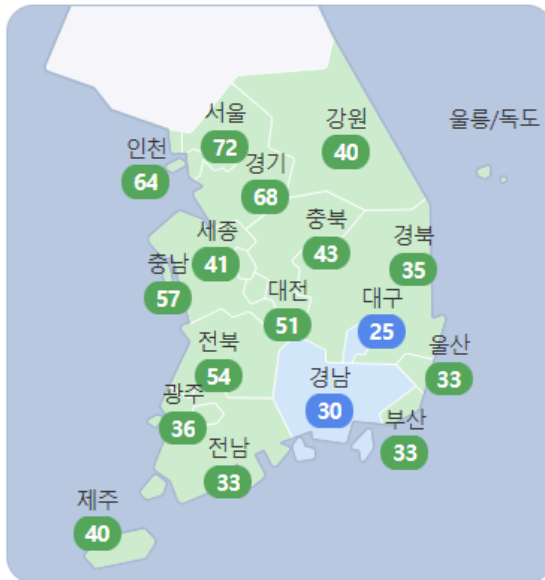 서울
72
강원
40
울릉/독도
인천
64
경기
68
세종
41
충북
43
경북
35
충남
57
대전
51
대구
25
전북
54
울산
33
경남
30
광주
36
부산
33
전남
33
제주
40